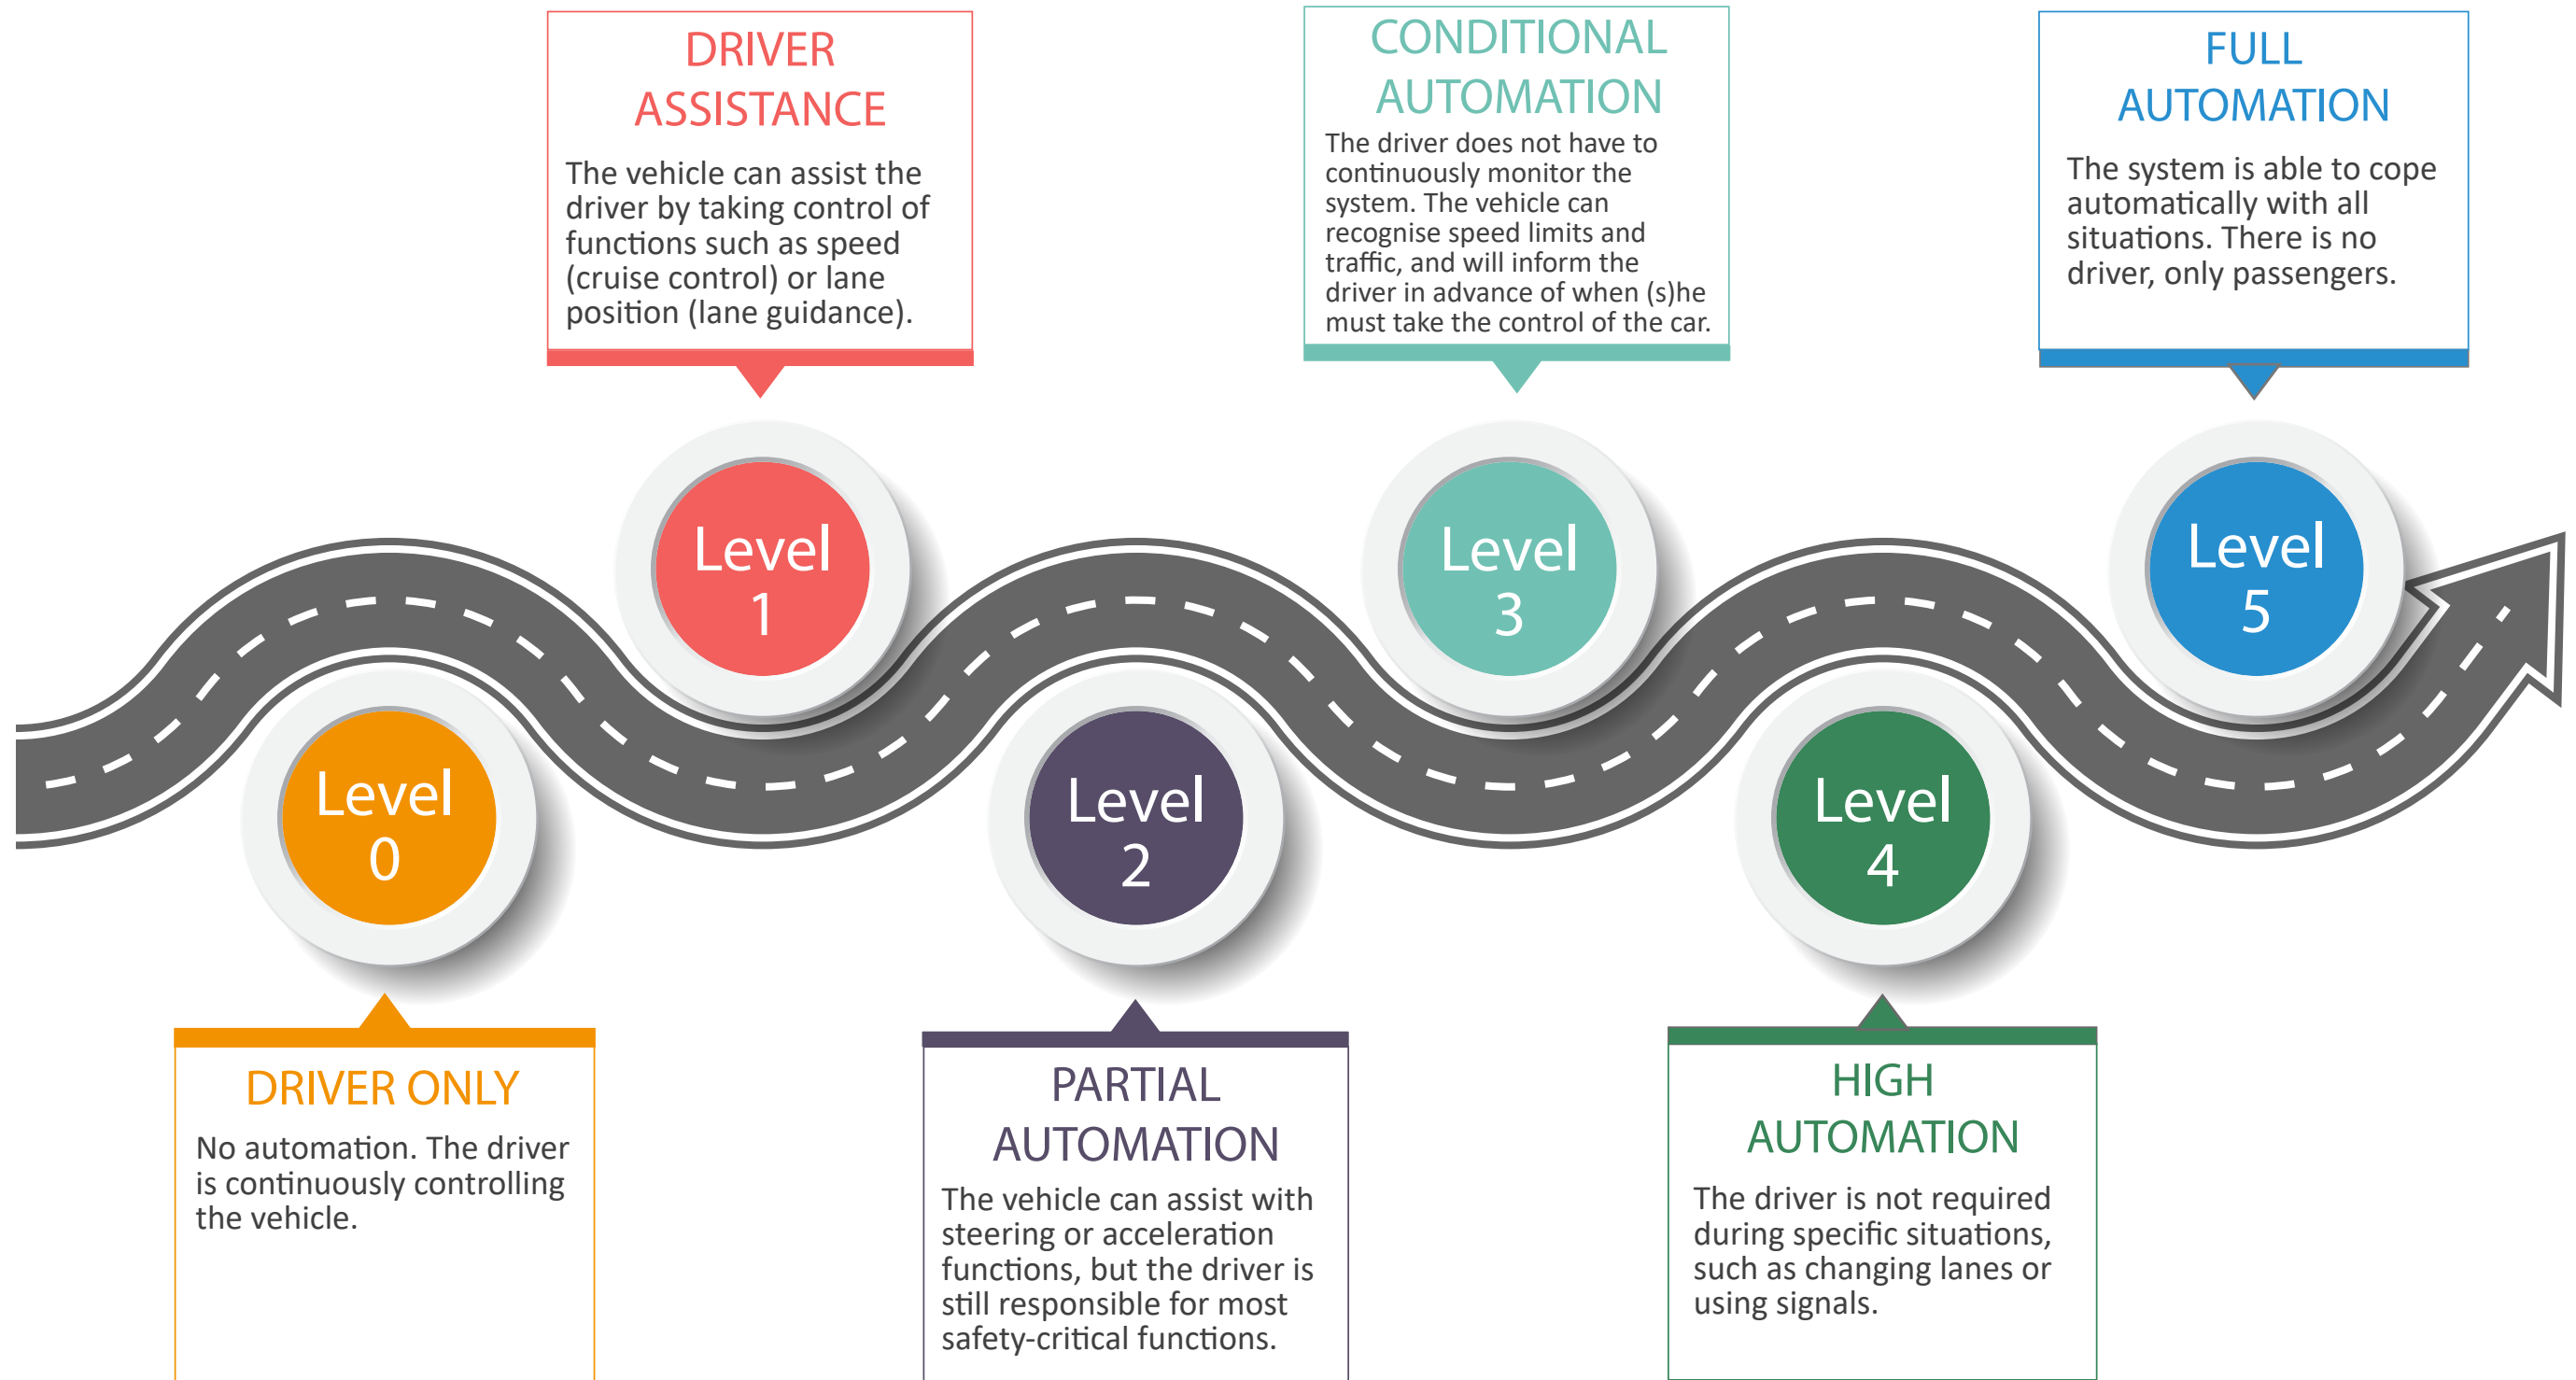 DRIVER
ASSISTANCE
The vehicle can assist the
driver by taking control of
functions such as speed
(cruise control) or lane
position (lane guidance).
CONDITIONAL
AUTOMATION
The driver does not have to
continuously monitor the
system. The vehicle can
recognise speed limits and
traffic, and will inform the
driver in advance of when (s)he
must take the control of the car.
FULL
AUTOMATION
The system is able to cope
automatically with all
situations. There is no
driver, only passengers.
Level
1
Level
3
Level
5
Level
0
Level
2
Level
4
DRIVER ONLY
No automation. The driver
is continuously controlling
the vehicle.
PARTIAL
AUTOMATION
The vehicle can assist with
steering or acceleration
functions, but the driver is
still responsible for most
safety-critical functions.
HIGH
AUTOMATION
The driver is not required
during specific situations,
such as changing lanes or
using signals.